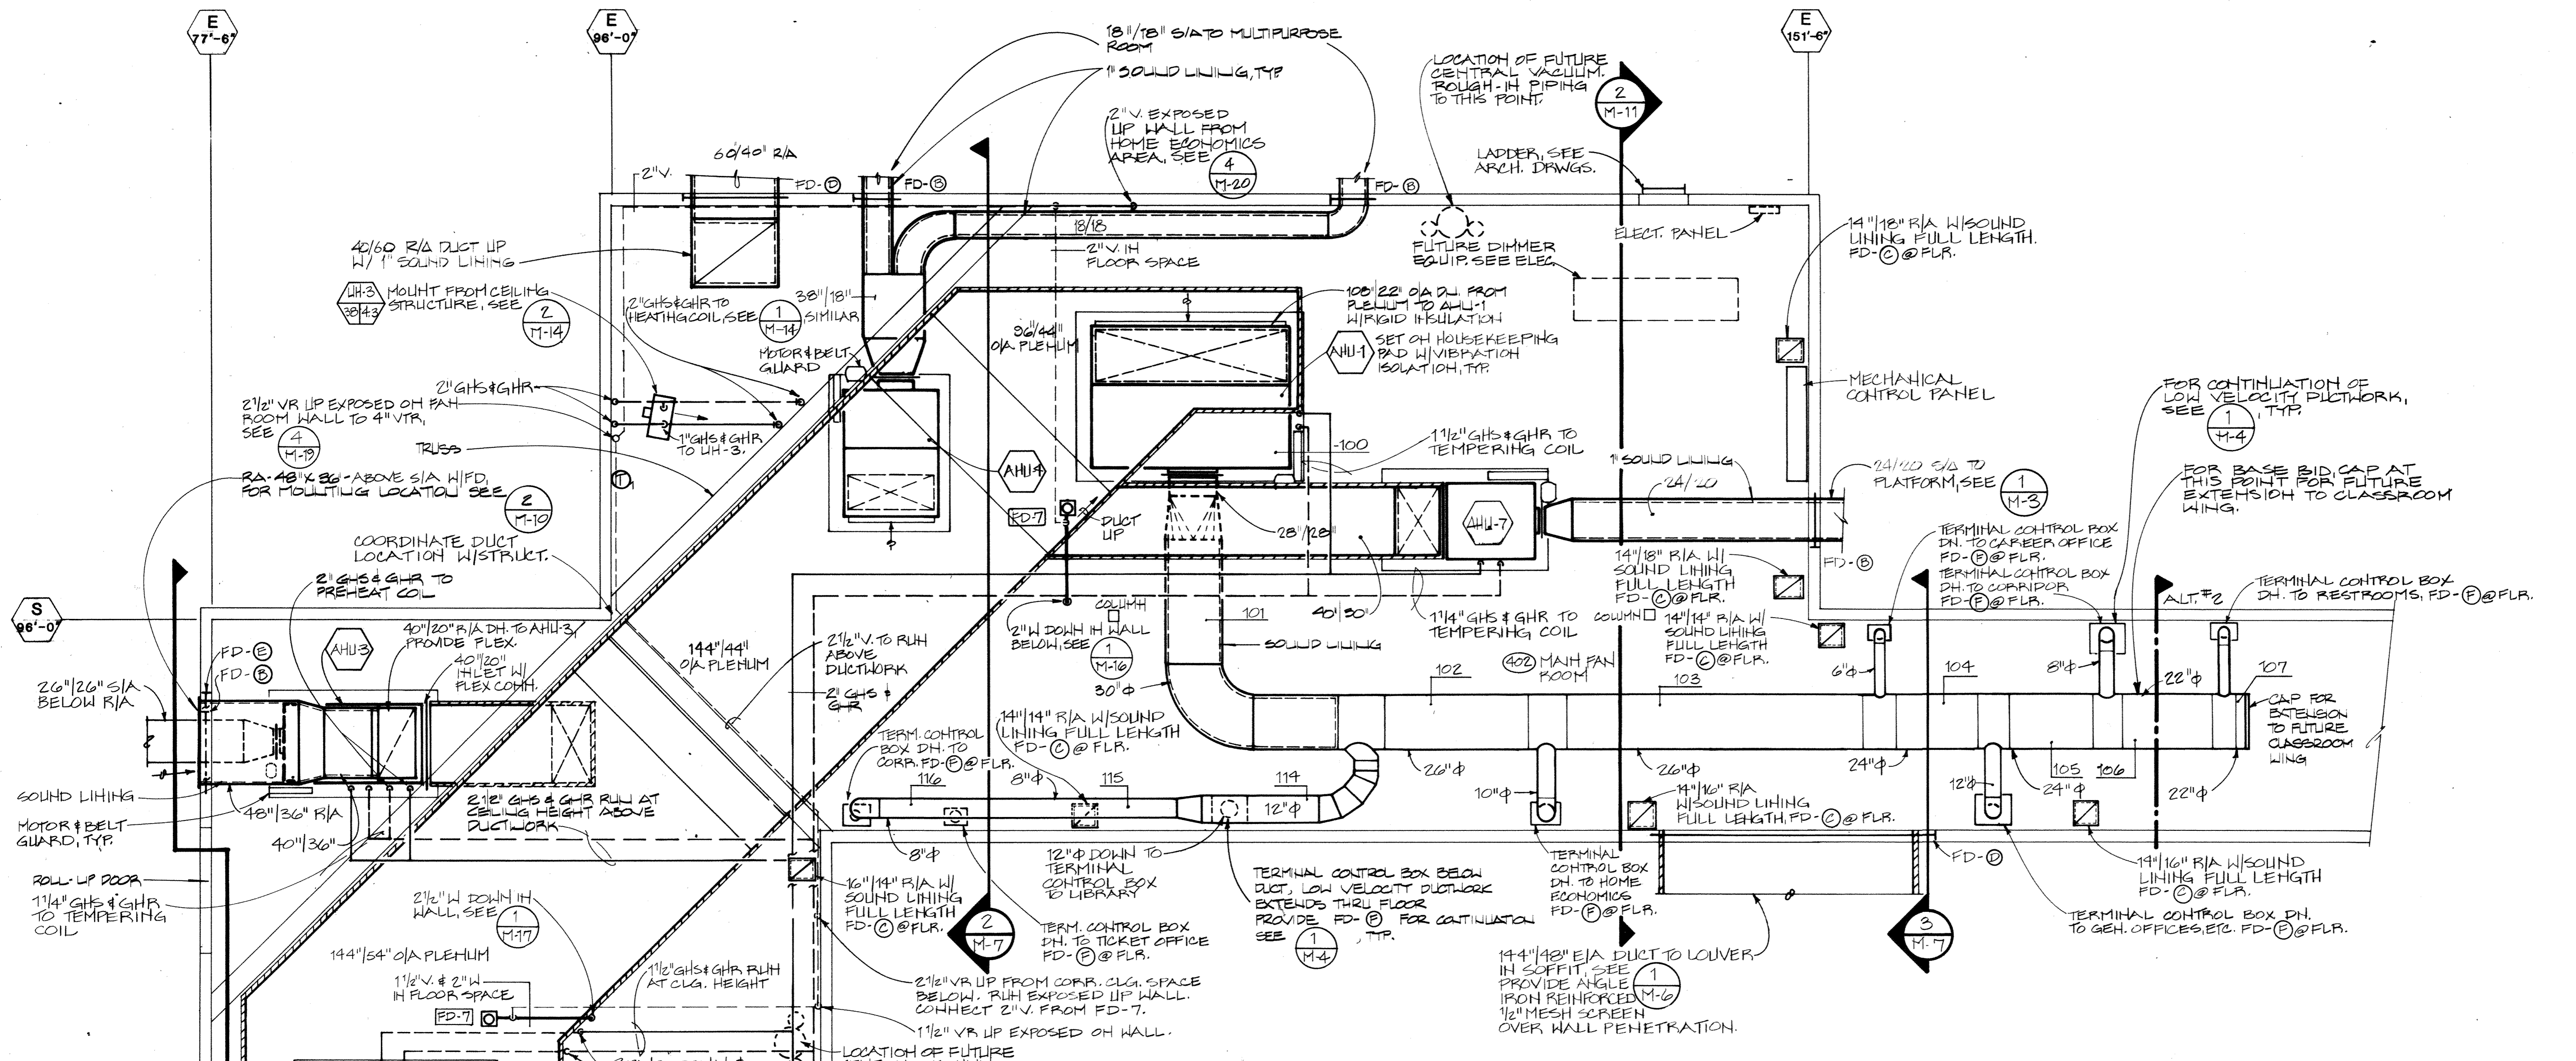 E
77'-6"
E
96'-0"
E
151'-6"
18"/18" S/A TO MULTIPURPOSE
ROOM
1" SOUND LINING, TYP
LOCATION OF FUTURE
CENTRAL VACUUM.
ROUGH-IN PIPING
TO THIS POINT.
2
M-11
2" V. EXPOSED
UP WALL FROM
HOME ECONOMICS
AREA, SEE
4
M-20
LADDER, SEE
ARCH. DRWGS.
60/40" R/A
2" V.
FD-D
FD-B
FD-B
18/18
2" V. IN
FLOOR SPACE
FUTURE DIMMER
EQUIP. SEE ELEC.
ELECT. PANEL
14"/18" R/A W/SOUND
LINING FULL LENGTH.
FD-C @ FLR.
40/60 R/A DUCT UP
W/ 1" SOUND LINING
UH-3
38 43
MOUNT FROM CEILING
STRUCTURE, SEE
2
M-14
2" GHS & GHR TO
HEATING COIL, SEE
1
M-14
SIMILAR
38"/18"
96"/44"
O/A PLENUM
108"/22" O/A DN. FROM
PLENUM TO AHU-1
W/RIGID INSULATION
AHU-1
SET ON HOUSEKEEPING
PAD W/VIBRATION
ISOLATION, TYP.
MOTOR & BELT
GUARD
2" GHS & GHR
2 1/2" VR UP EXPOSED ON FAN
ROOM WALL TO 4" VTR,
SEE
4
M-19
1" GHS & GHR
TO UH-3.
TRUSS
T1
AHU-4
100
1 1/2" GHS & GHR TO
TEMPERING COIL
MECHANICAL
CONTROL PANEL
FOR CONTINUATION OF
LOW VELOCITY DUCTWORK,
SEE
1
M-4
, TYP.
RA-48" X 36"-ABOVE S/A W/FD,
FOR MOUNTING LOCATION SEE
2
M-10
1" SOUND LINING
24/20
24/20 S/A TO
PLATFORM, SEE
1
M-3
FOR BASE BID, CAP AT
THIS POINT FOR FUTURE
EXTENSION TO CLASSROOM
WING.
FD-7
DUCT
UP
28"/28"
AHU-7
COORDINATE DUCT
LOCATION W/STRUCT.
2" GHS & GHR TO
PREHEAT COIL
FD-B
14"/18" R/A W/
SOUND LINING
FULL LENGTH
FD-C @ FLR.
TERMINAL CONTROL BOX
DN. TO CAREER OFFICE
FD-F @ FLR.
TERMINAL CONTROL BOX
DN. TO CORRIDOR
FD-F @ FLR.
TERMINAL CONTROL BOX
DN. TO RESTROOMS, FD-F @ FLR.
ALT. #2
S
96'-0"
40"/20" R/A DN. TO AHU-3,
PROVIDE FLEX.
AHU-3
40"/20"
INLET W/
FLEX CONN.
FD-E
FD-B
26"/26" S/A
BELOW R/A
144"/44"
O/A PLENUM
2 1/2" V. TO RUN
ABOVE
DUCTWORK
2" GHS &
GHR
COLUMN
2" W DOWN IN WALL
BELOW, SEE
1
M-16
101
40"/30"
SOUND LINING
1 1/4" GHS & GHR TO
TEMPERING COIL
COLUMN
14"/14" R/A W/
SOUND LINING
FULL LENGTH
FD-C @ FLR.
402 MAIN FAN
ROOM
30"ɸ
102
103
6"ɸ
104
8"ɸ
22"ɸ
107
CAP FOR
EXTENSION
TO FUTURE
CLASSROOM
WING
14"/14" R/A W/SOUND
LINING FULL LENGTH
FD-C @ FLR.
TERM. CONTROL
BOX DN. TO
CORR. FD-F @ FLR.
116
8"ɸ
115
114
12"ɸ
26"ɸ
26"ɸ
24"ɸ
24"ɸ
105
106
22"ɸ
12"ɸ
10"ɸ
14"/16" R/A
W/SOUND LINING
FULL LENGTH, FD-C @ FLR.
SOUND LINING
MOTOR & BELT
GUARD, TYP.
48"/36" R/A
40"/36"
2 1/2" GHS & GHR RUN AT
CEILING HEIGHT ABOVE
DUCTWORK
ROLL-UP DOOR
1 1/4" GHS & GHR
TO TEMPERING
COIL
8"ɸ
16"/14" R/A W/
SOUND LINING
FULL LENGTH
FD-C @ FLR.
12"ɸ DOWN TO
TERMINAL
CONTROL BOX
TO LIBRARY
TERMINAL CONTROL BOX BELOW
DUCT, LOW VELOCITY DUCTWORK
EXTENDS THRU FLOOR
PROVIDE FD-F FOR CONTINUATION
SEE
1
M-4
, TYP.
TERMINAL
CONTROL BOX
DN. TO HOME
ECONOMICS
FD-F @ FLR.
FD-D
14"/16" R/A W/SOUND
LINING FULL LENGTH
FD-C @ FLR.
TERMINAL CONTROL BOX DN.
TO GEN. OFFICES, ETC. FD-F @ FLR.
2 1/2" W DOWN IN
WALL, SEE
1
M-17
2
M-7
TERM. CONTROL BOX
DN. TO TICKET OFFICE
FD-F @ FLR.
3
M-7
144"/48" E/A DUCT TO LOUVER
IN SOFFIT, SEE
PROVIDE ANGLE
IRON REINFORCED
1/2" MESH SCREEN
OVER WALL PENETRATION.
1
M-6
144"/54" O/A PLENUM
1 1/2" V. & 2" W
IN FLOOR SPACE
FD-7
1 1/2" GHS & GHR RUN
AT CLG. HEIGHT
2 1/2" VR UP FROM CORR. CLG. SPACE
BELOW. RUN EXPOSED UP WALL.
CONNECT 2" V. FROM FD-7.
1 1/2" VR UP EXPOSED ON WALL.
LOCATION OF FUTURE